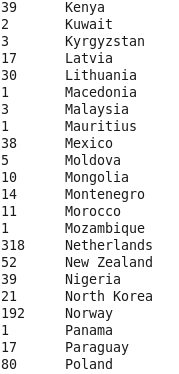 39 Kenya
2 Kuwait
3 Kyrgyzstan
17 Latvia
30 Lithuania
1 Macedonia
3 Malaysia
1 Mauritius
38 Mexico
5 Moldova
10 Mongolia
14 Montenegro
11 Morocco
1 Mozambique
318 Netherlands
52 New Zealand
39 Nigeria
21 North Korea
192 Norway
1 Panama
17 Paraguay
80 Poland